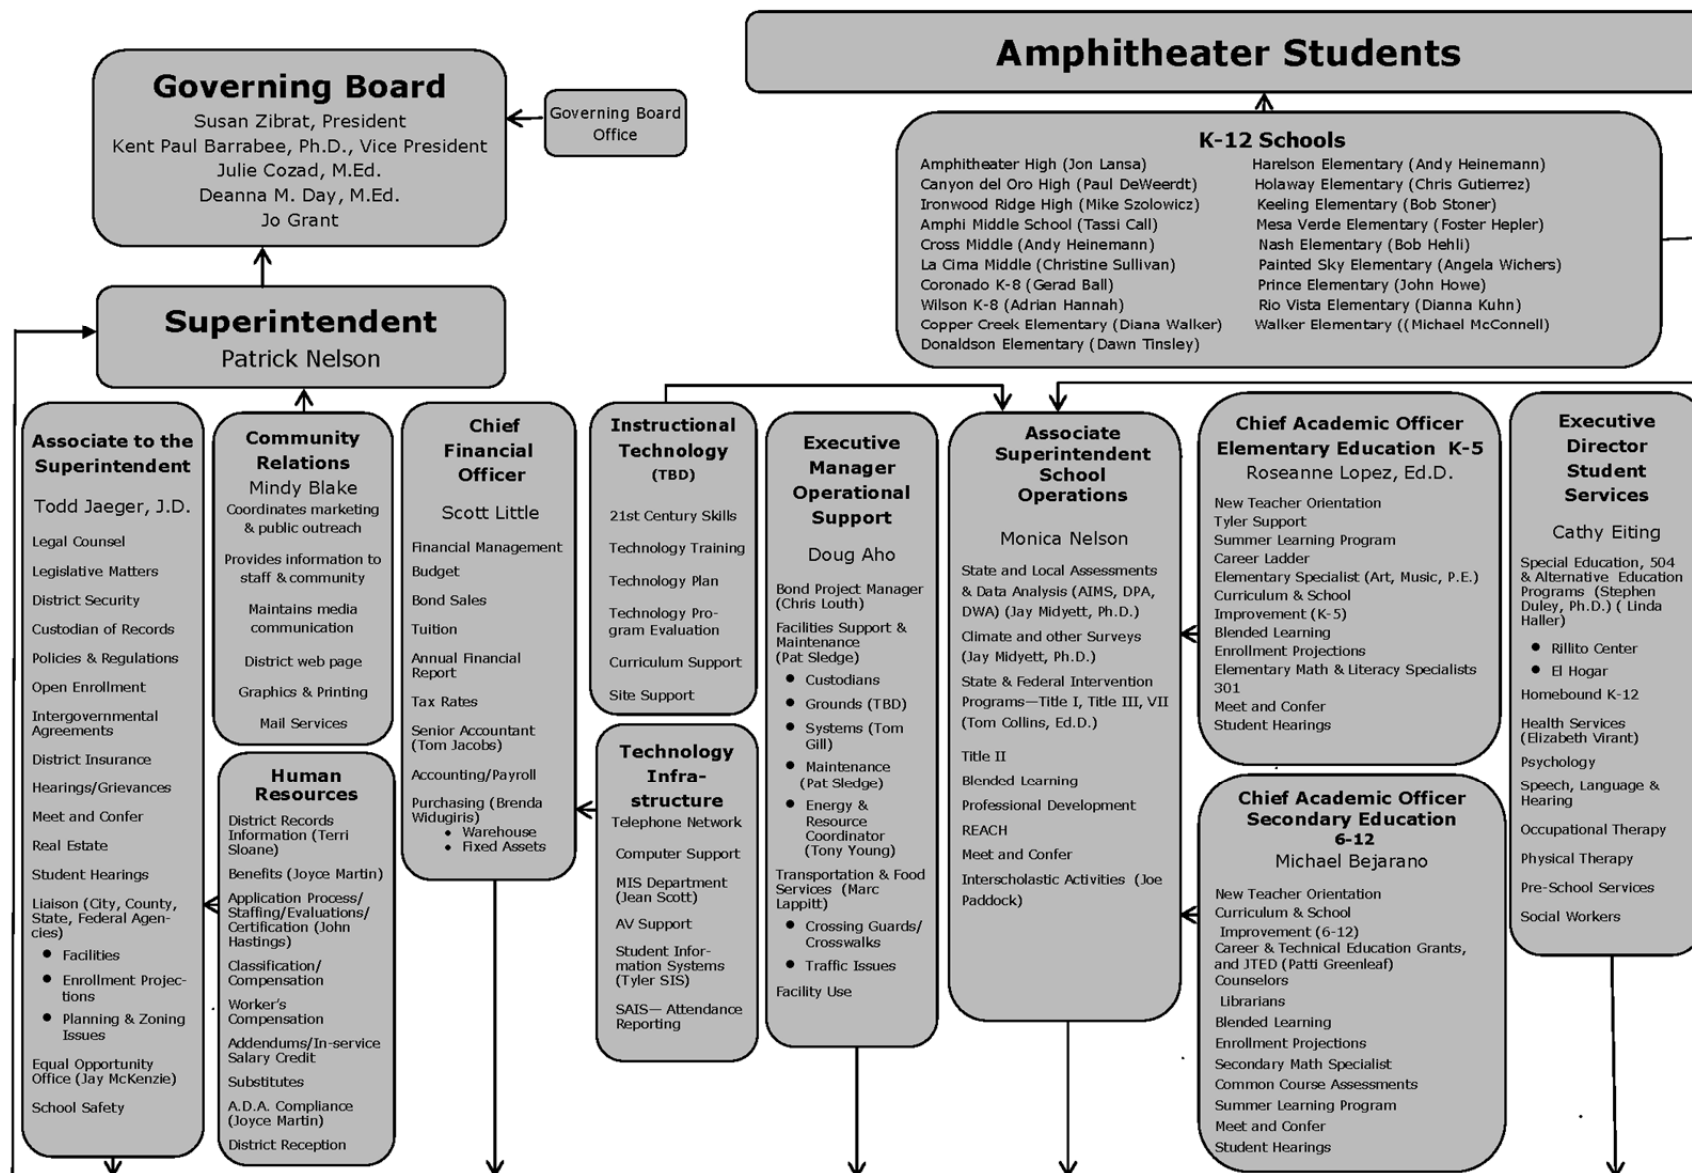 Amphitheater Students
Governing Board
Susan Zibrat, President
Kent Paul Barrabee, Ph.D., Vice President
Julie Cozad, M.Ed.
Deanna M. Day, M.Ed.
Jo Grant
Governing Board
Office
K-12 Schools
Amphitheater High (Jon Lansa)
Canyon del Oro High (Paul DeWeerdt)
Ironwood Ridge High (Mike Szolowicz)
Amphi Middle School (Tassi Call)
Cross Middle (Andy Heinemann)
La Cima Middle (Christine Sullivan)
Coronado K-8 (Gerad Ball)
Wilson K-8 (Adrian Hannah)
Copper Creek Elementary (Diana Walker)
Donaldson Elementary (Dawn Tinsley)
Harelson Elementary (Andy Heinemann)
Holaway Elementary (Chris Gutierrez)
Keeling Elementary (Bob Stoner)
Mesa Verde Elementary (Foster Hepler)
Nash Elementary (Bob Hehli)
Painted Sky Elementary (Angela Wichers)
Prince Elementary (John Howe)
Rio Vista Elementary (Dianna Kuhn)
Walker Elementary ((Michael McConnell)
Superintendent
Patrick Nelson
Associate to the
Superintendent
Todd Jaeger, J.D.
Legal Counsel
Legislative Matters
District Security
Custodian of Records
Policies & Regulations
Open Enrollment
Intergovernmental
Agreements
District Insurance
Hearings/Grievances
Meet and Confer
Real Estate
Student Hearings
Liaison (City, County,
State, Federal Agen-
cies)
• Facilities
• Enrollment Projec-
tions
• Planning & Zoning
Issues
Equal Opportunity
Office (Jay McKenzie)
School Safety
Community
Relations
Mindy Blake
Coordinates marketing
& public outreach
Provides information to
staff & community
Maintains media
communication
District web page
Graphics & Printing
Mail Services
Human
Resources
District Records
Information (Terri
Sloane)
Benefits (Joyce Martin)
Application Process/
Staffing/Evaluations/
Certification (John
Hastings)
Classification/
Compensation
Worker's
Compensation
Addendums/In-service
Salary Credit
Substitutes
A.D.A. Compliance
(Joyce Martin)
District Reception
Chief
Financial
Officer
Scott Little
Financial Management
Budget
Bond Sales
Tuition
Annual Financial
Report
Tax Rates
Senior Accountant
(Tom Jacobs)
Accounting/Payroll
Purchasing (Brenda
Widugiris)
• Warehouse
• Fixed Assets
Instructional
Technology
(TBD)
21st Century Skills
Technology Training
Technology Plan
Technology Pro-
gram Evaluation
Curriculum Support
Site Support
Technology
Infra-
structure
Telephone Network
Computer Support
MIS Department
(Jean Scott)
AV Support
Student Infor-
mation Systems
(Tyler SIS)
SAIS— Attendance
Reporting
Executive
Manager
Operational
Support
Doug Aho
Bond Project Manager
(Chris Louth)
Facilities Support &
Maintenance
(Pat Sledge)
• Custodians
• Grounds (TBD)
• Systems (Tom
Gill)
• Maintenance
(Pat Sledge)
• Energy &
Resource
Coordinator
(Tony Young)
Transportation & Food
Services (Marc
Lappitt)
• Crossing Guards/
Crosswalks
• Traffic Issues
Facility Use
Associate
Superintendent
School
Operations
Monica Nelson
State and Local Assessments
& Data Analysis (AIMS, DPA,
DWA) (Jay Midyett, Ph.D.)
Climate and other Surveys
(Jay Midyett, Ph.D.)
State & Federal Intervention
Programs—Title I, Title III, VII
(Tom Collins, Ed.D.)
Title II
Blended Learning
Professional Development
REACH
Meet and Confer
Interscholastic Activities (Joe
Paddock)
Chief Academic Officer
Elementary Education K-5
Roseanne Lopez, Ed.D.
New Teacher Orientation
Tyler Support
Summer Learning Program
Career Ladder
Elementary Specialist (Art, Music, P.E.)
Curriculum & School
Improvement (K-5)
Blended Learning
Enrollment Projections
Elementary Math & Literacy Specialists
301
Meet and Confer
Student Hearings
Chief Academic Officer
Secondary Education
6-12
Michael Bejarano
New Teacher Orientation
Curriculum & School
Improvement (6-12)
Career & Technical Education Grants,
and JTED (Patti Greenleaf)
Counselors
Librarians
Blended Learning
Enrollment Projections
Secondary Math Specialist
Common Course Assessments
Summer Learning Program
Meet and Confer
Student Hearings
Executive
Director
Student
Services
Cathy Eiting
Special Education, 504
& Alternative Education
Programs (Stephen
Duley, Ph.D.) ( Linda
Haller)
• Rillito Center
• El Hogar
Homebound K-12
Health Services
(Elizabeth Virant)
Psychology
Speech, Language &
Hearing
Occupational Therapy
Physical Therapy
Pre-School Services
Social Workers